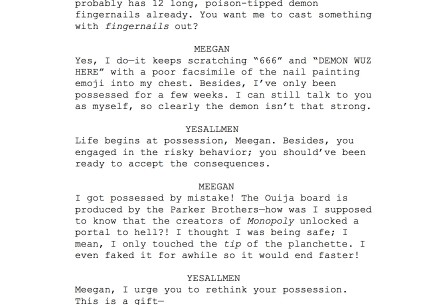 probably has 12 long, poison-tipped demon
fingernails already. You want me to cast something
with fingernails out?
MEEGAN
Yes, I do—it keeps scratching “666” and “DEMON WUZ
HERE” with a poor facsimile of the nail painting
emoji into my chest. Besides, I’ve only been
possessed for a few weeks. I can still talk to you
as myself, so clearly the demon isn’t that strong.
YESALLMEN
Life begins at possession, Meegan. Besides, you
engaged in the risky behavior; you should’ve been
ready to accept the consequences.
MEEGAN
I got possessed by mistake! The Ouija board is
produced by the Parker Brothers—how was I supposed
to know that the creators of Monopoly unlocked a
portal to hell?! I thought I was being safe; I
mean, I only touched the tip of the planchette. I
even faked it for awhile so it would end faster!
YESALLMEN
Meegan, I urge you to rethink your possession.
This is a gift—